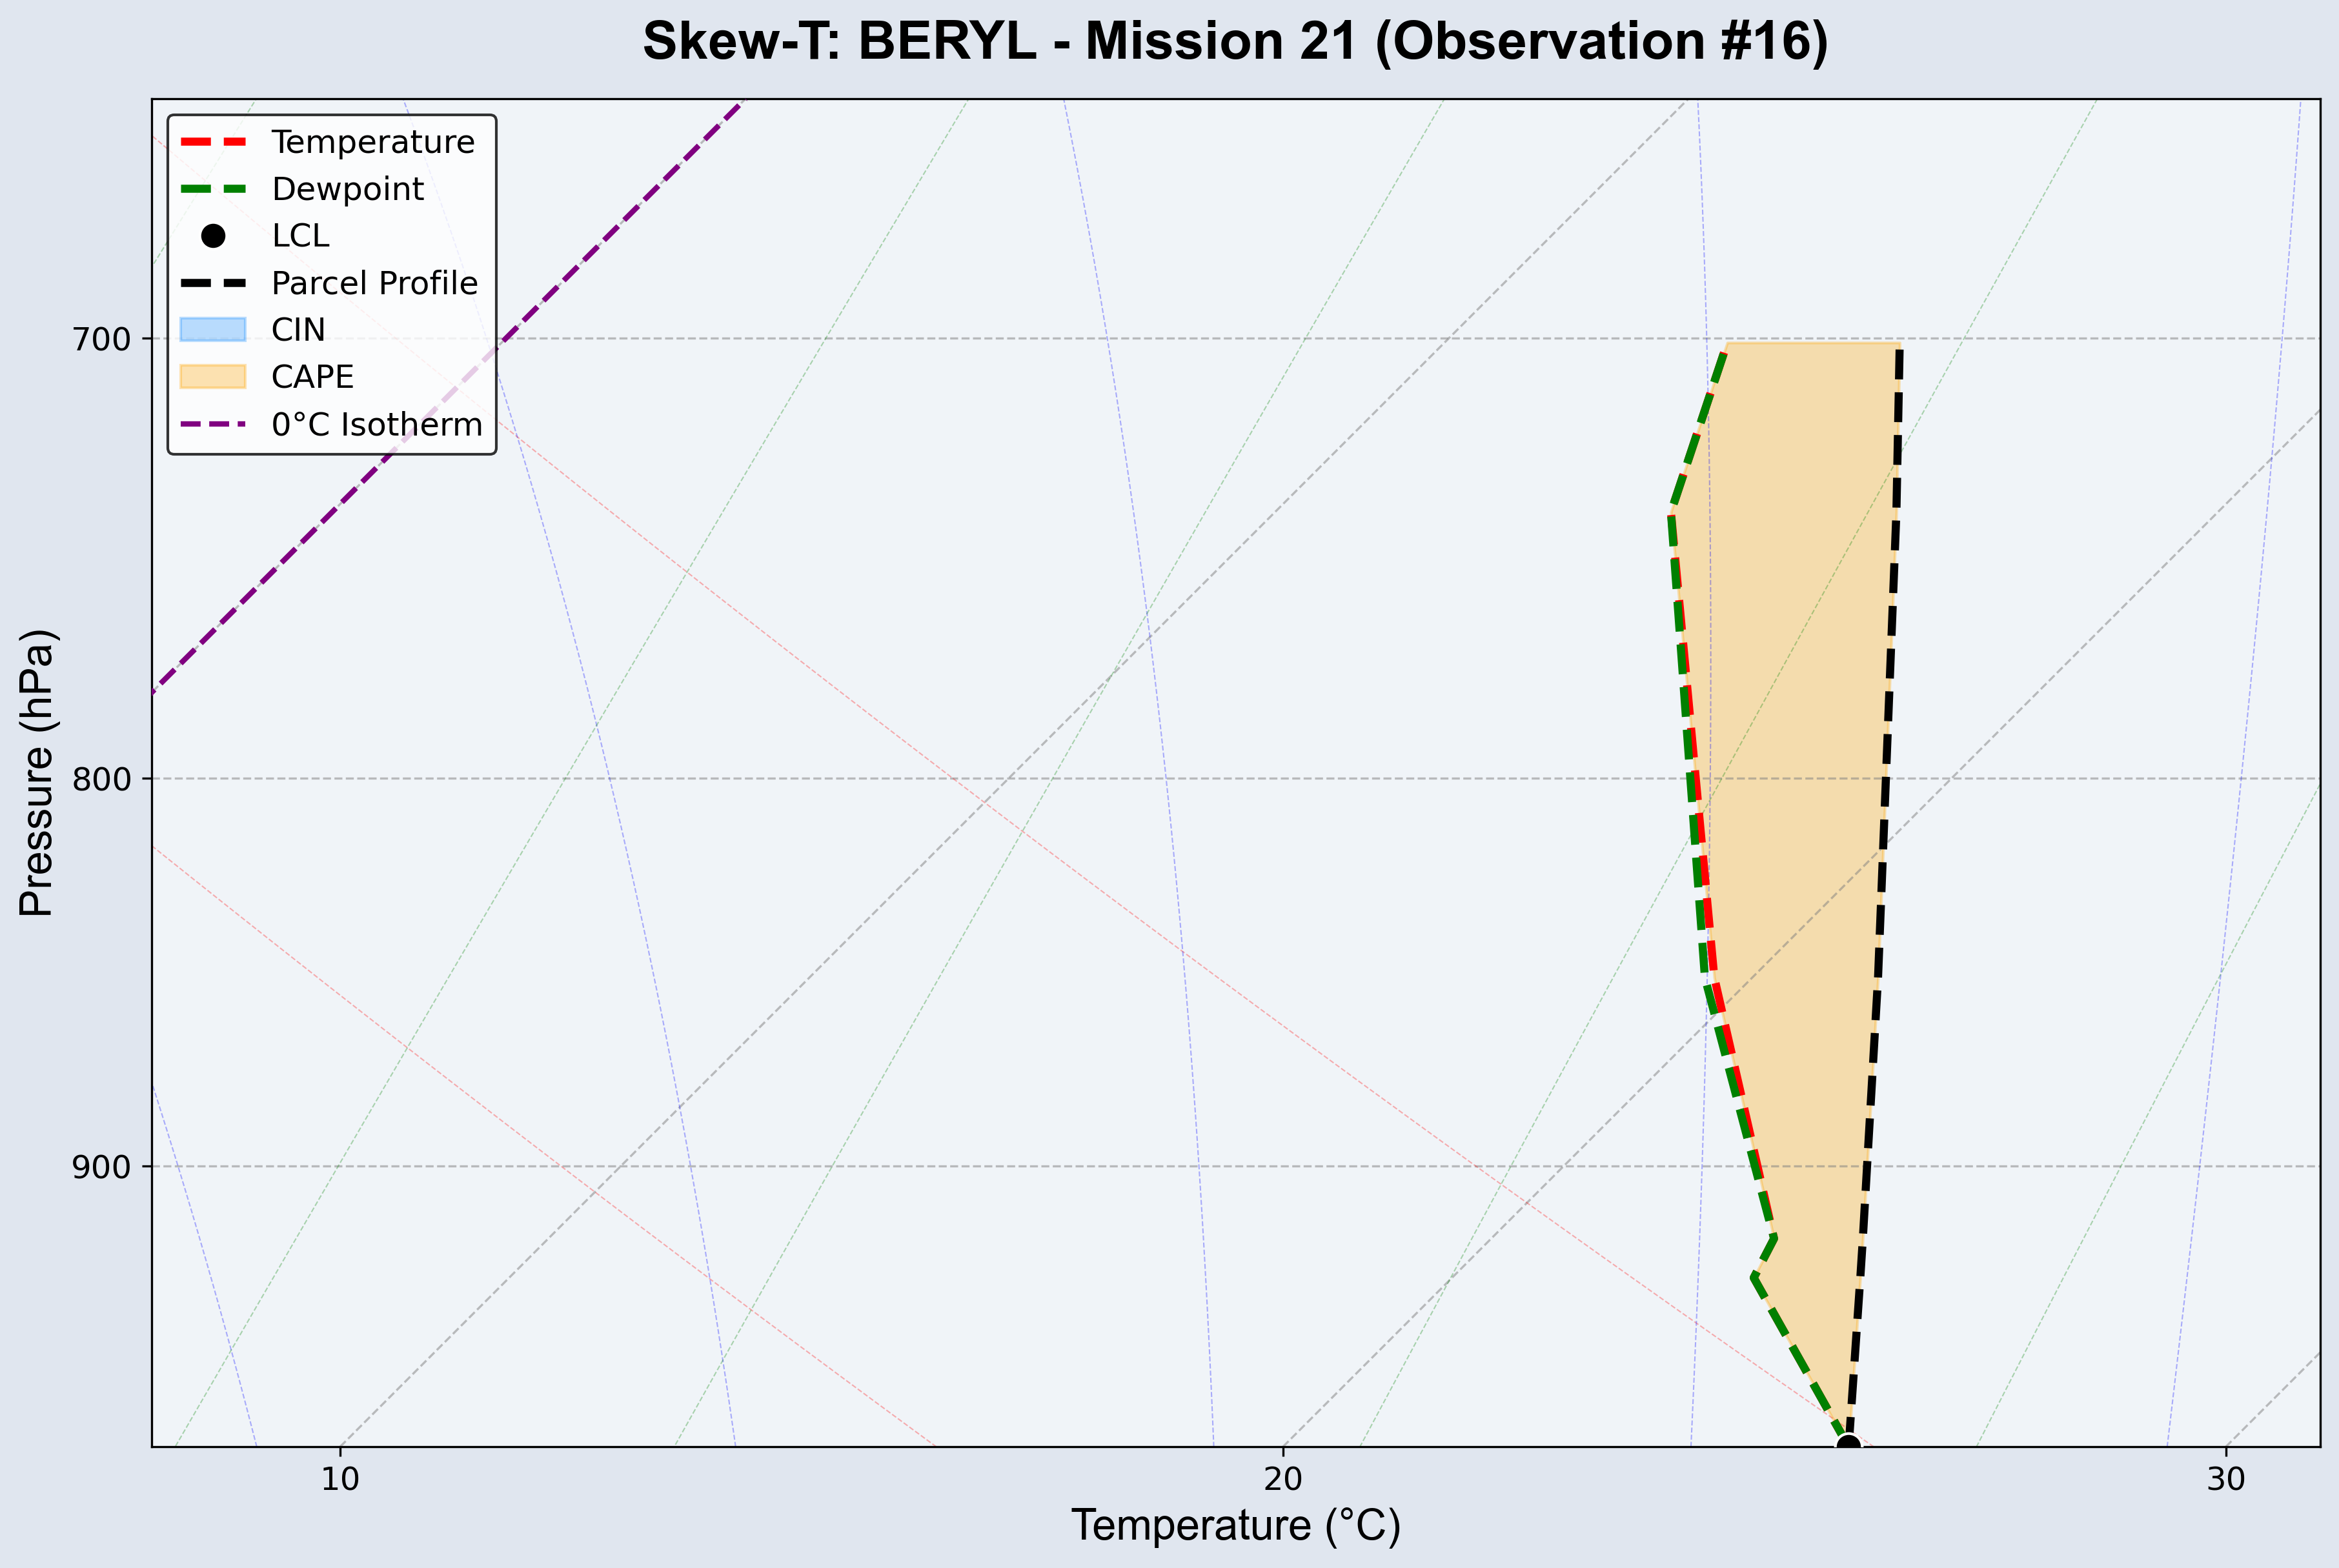 Skew-T: BERYL - Mission 21 (Observation #16)
Temperature
Dewpoint
LCL
Parcel Profile
CIN
CAPE
0°C Isotherm
Pressure (hPa)
700
800
900
10
20
30
Temperature (°C)